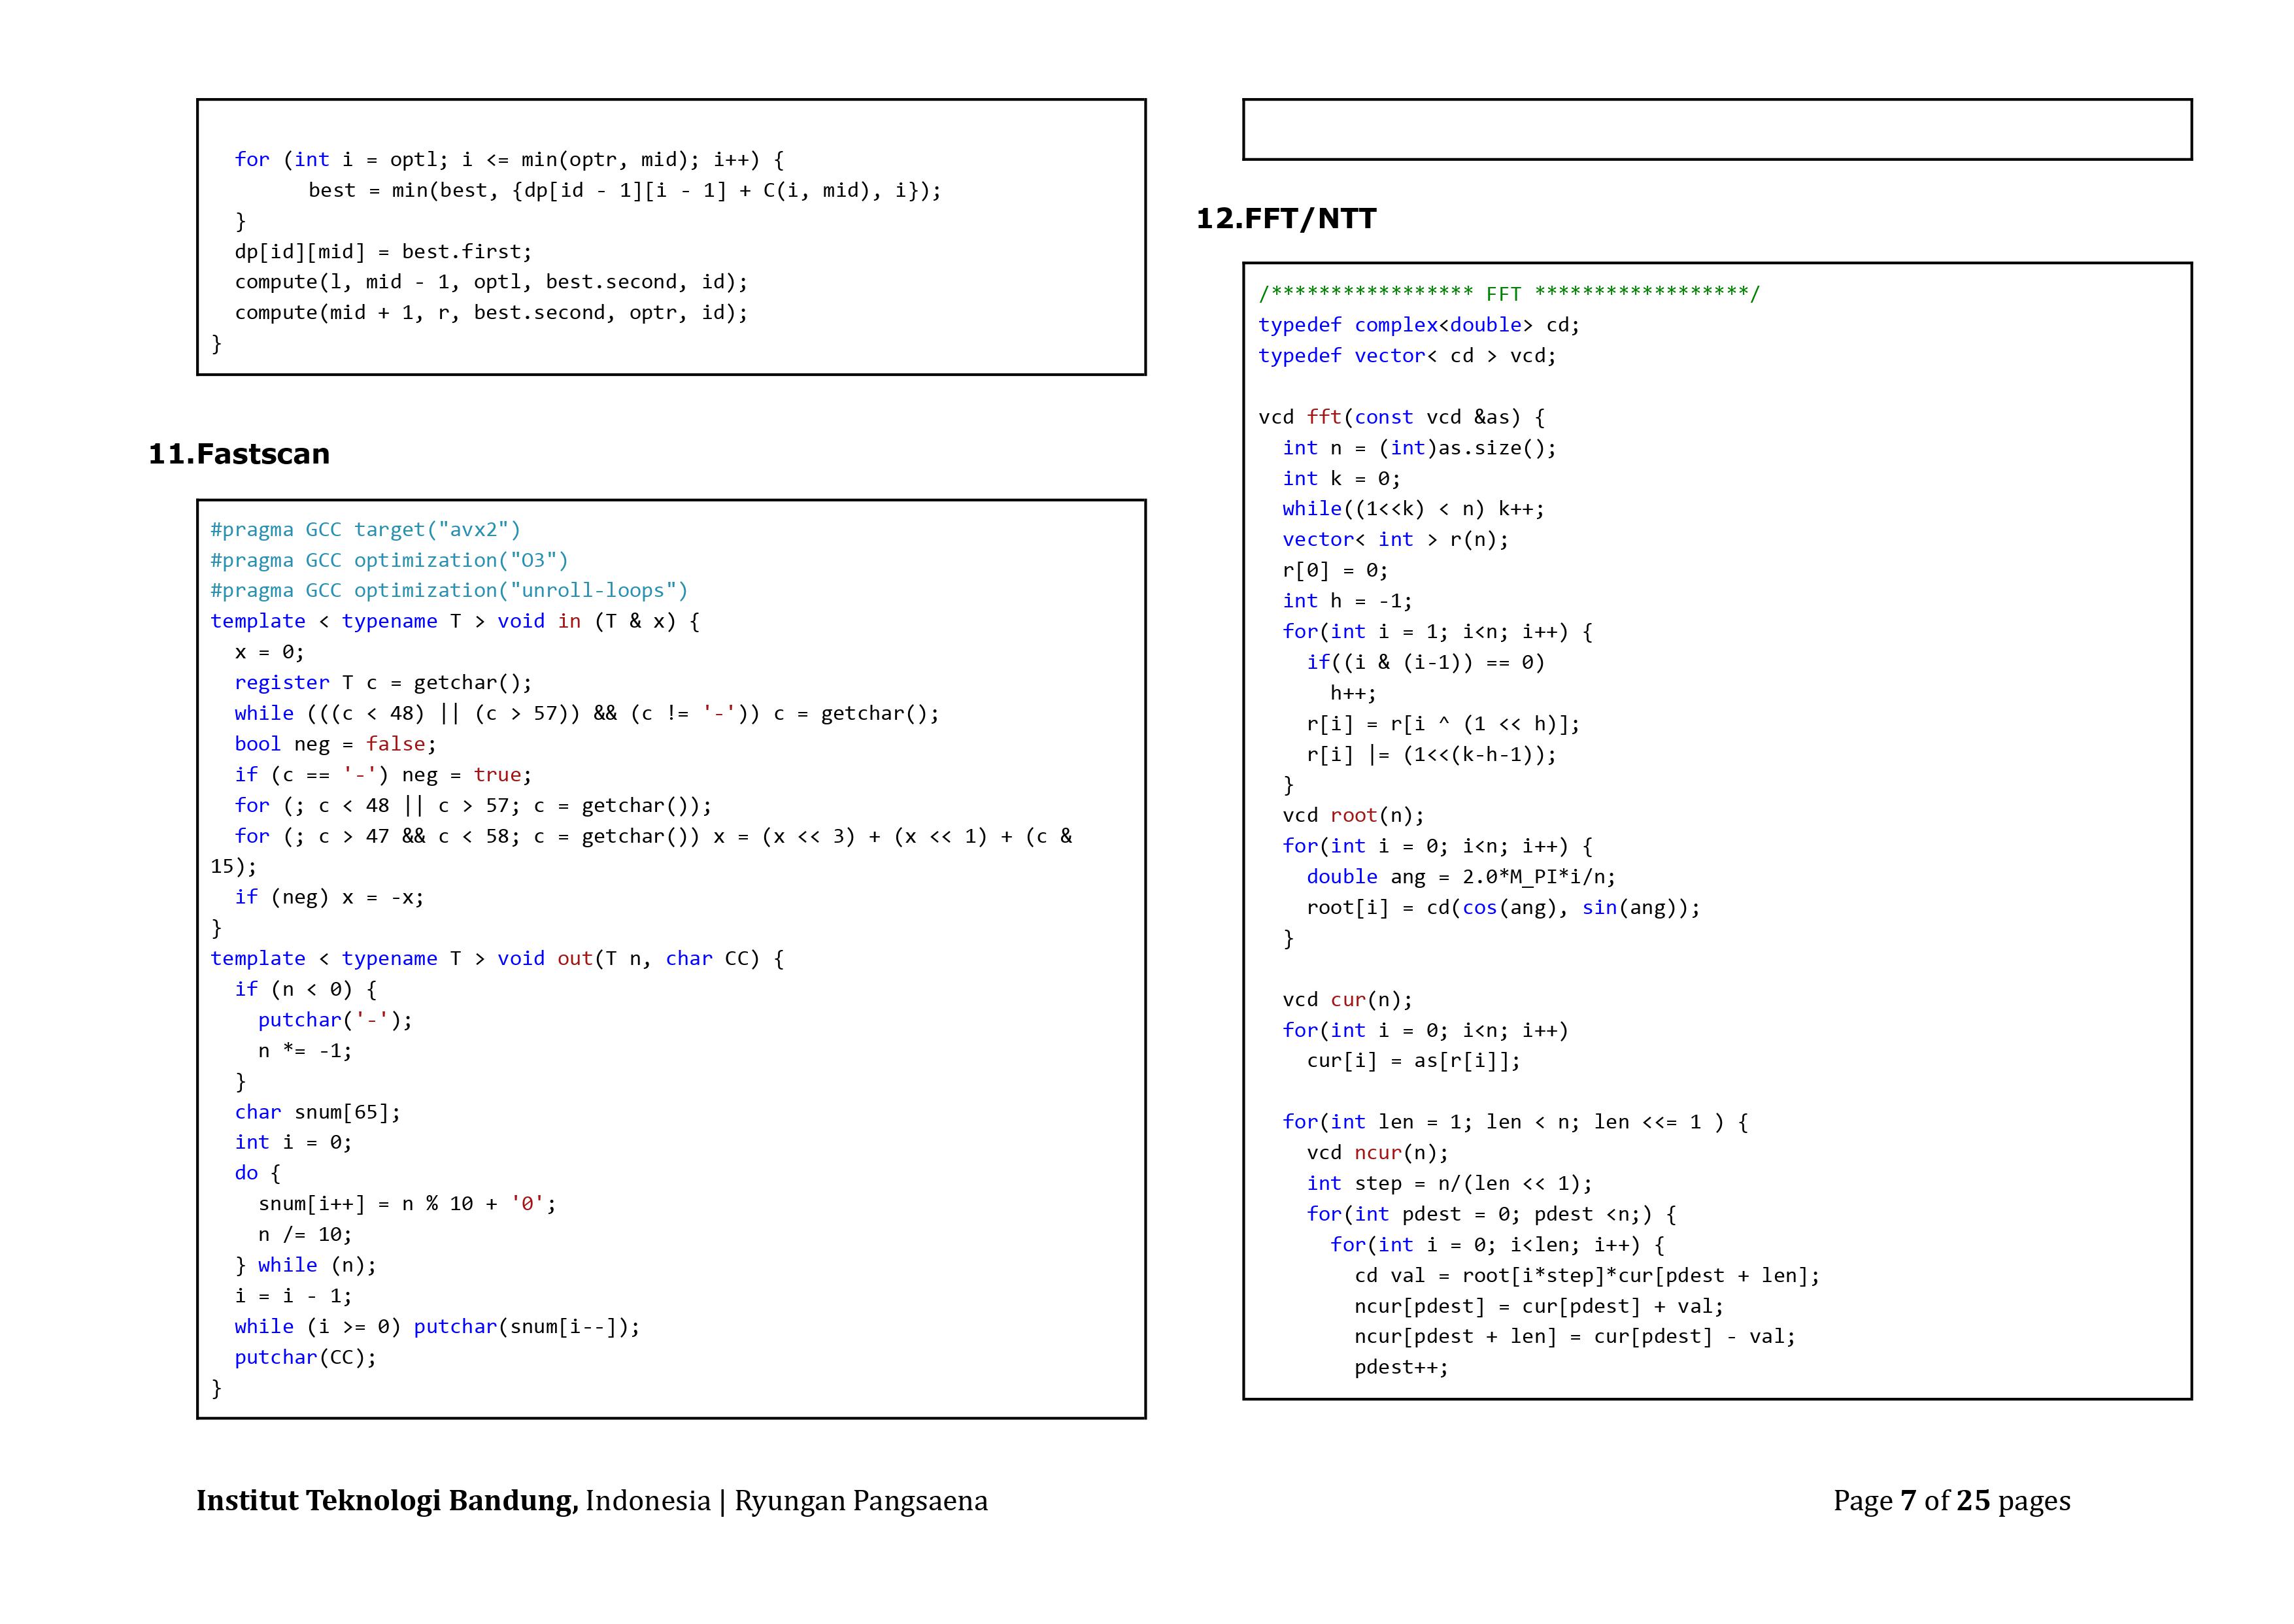 for (int i = optl; i <= min(optr, mid); i++) {
        best = min(best, {dp[id - 1][i - 1] + C(i, mid), i});
  }
  dp[id][mid] = best.first;
  compute(l, mid - 1, optl, best.second, id);
  compute(mid + 1, r, best.second, optr, id);
}
11.Fastscan
#pragma GCC target("avx2")
#pragma GCC optimization("O3")
#pragma GCC optimization("unroll-loops")
template < typename T > void in (T & x) {
  x = 0;
  register T c = getchar();
  while (((c < 48) || (c > 57)) && (c != '-')) c = getchar();
  bool neg = false;
  if (c == '-') neg = true;
  for (; c < 48 || c > 57; c = getchar());
  for (; c > 47 && c < 58; c = getchar()) x = (x << 3) + (x << 1) + (c &
15);
  if (neg) x = -x;
}
template < typename T > void out(T n, char CC) {
  if (n < 0) {
    putchar('-');
    n *= -1;
  }
  char snum[65];
  int i = 0;
  do {
    snum[i++] = n % 10 + '0';
    n /= 10;
  } while (n);
  i = i - 1;
  while (i >= 0) putchar(snum[i--]);
  putchar(CC);
}
12.FFT/NTT
/***************** FFT ******************/
typedef complex<double> cd;
typedef vector< cd > vcd;

vcd fft(const vcd &as) {
  int n = (int)as.size();
  int k = 0;
  while((1<<k) < n) k++;
  vector< int > r(n);
  r[0] = 0;
  int h = -1;
  for(int i = 1; i<n; i++) {
    if((i & (i-1)) == 0)
      h++;
    r[i] = r[i ^ (1 << h)];
    r[i] |= (1<<(k-h-1));
  }
  vcd root(n);
  for(int i = 0; i<n; i++) {
    double ang = 2.0*M_PI*i/n;
    root[i] = cd(cos(ang), sin(ang));
  }

  vcd cur(n);
  for(int i = 0; i<n; i++)
    cur[i] = as[r[i]];

  for(int len = 1; len < n; len <<= 1 ) {
    vcd ncur(n);
    int step = n/(len << 1);
    for(int pdest = 0; pdest <n;) {
      for(int i = 0; i<len; i++) {
        cd val = root[i*step]*cur[pdest + len];
        ncur[pdest] = cur[pdest] + val;
        ncur[pdest + len] = cur[pdest] - val;
        pdest++;
Institut Teknologi Bandung, Indonesia | Ryungan Pangsaena
Page 7 of 25 pages